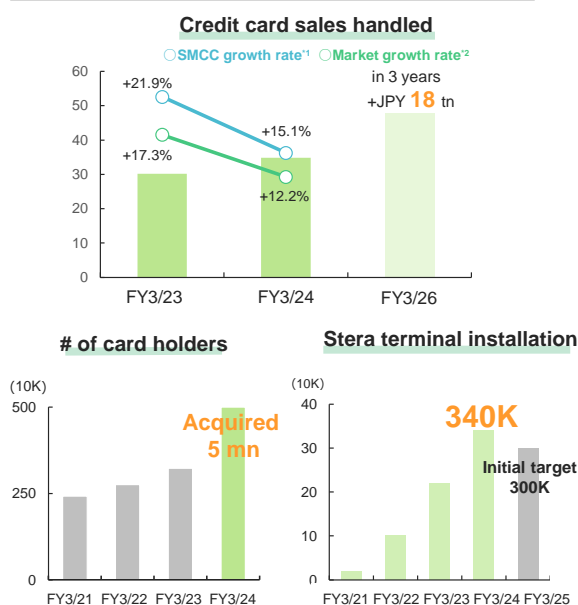 Credit card sales handled
SMCC growth rate*1 Market growth rate*2
60
50
40
30
20
10
0
+21.9%
+17.3%
+15.1%
+12.2%
in 3 years
+JPY 18 tn
FY3/23 FY3/24 FY3/26
# of card holders
(10K)
500
250
0
Acquired
5 mn
FY3/21 FY3/22 FY3/23 FY3/24
Stera terminal installation
(10K)
40
30
20
10
0
340K
Initial target
300K
FY3/21 FY3/22 FY3/23 FY3/24 FY3/25